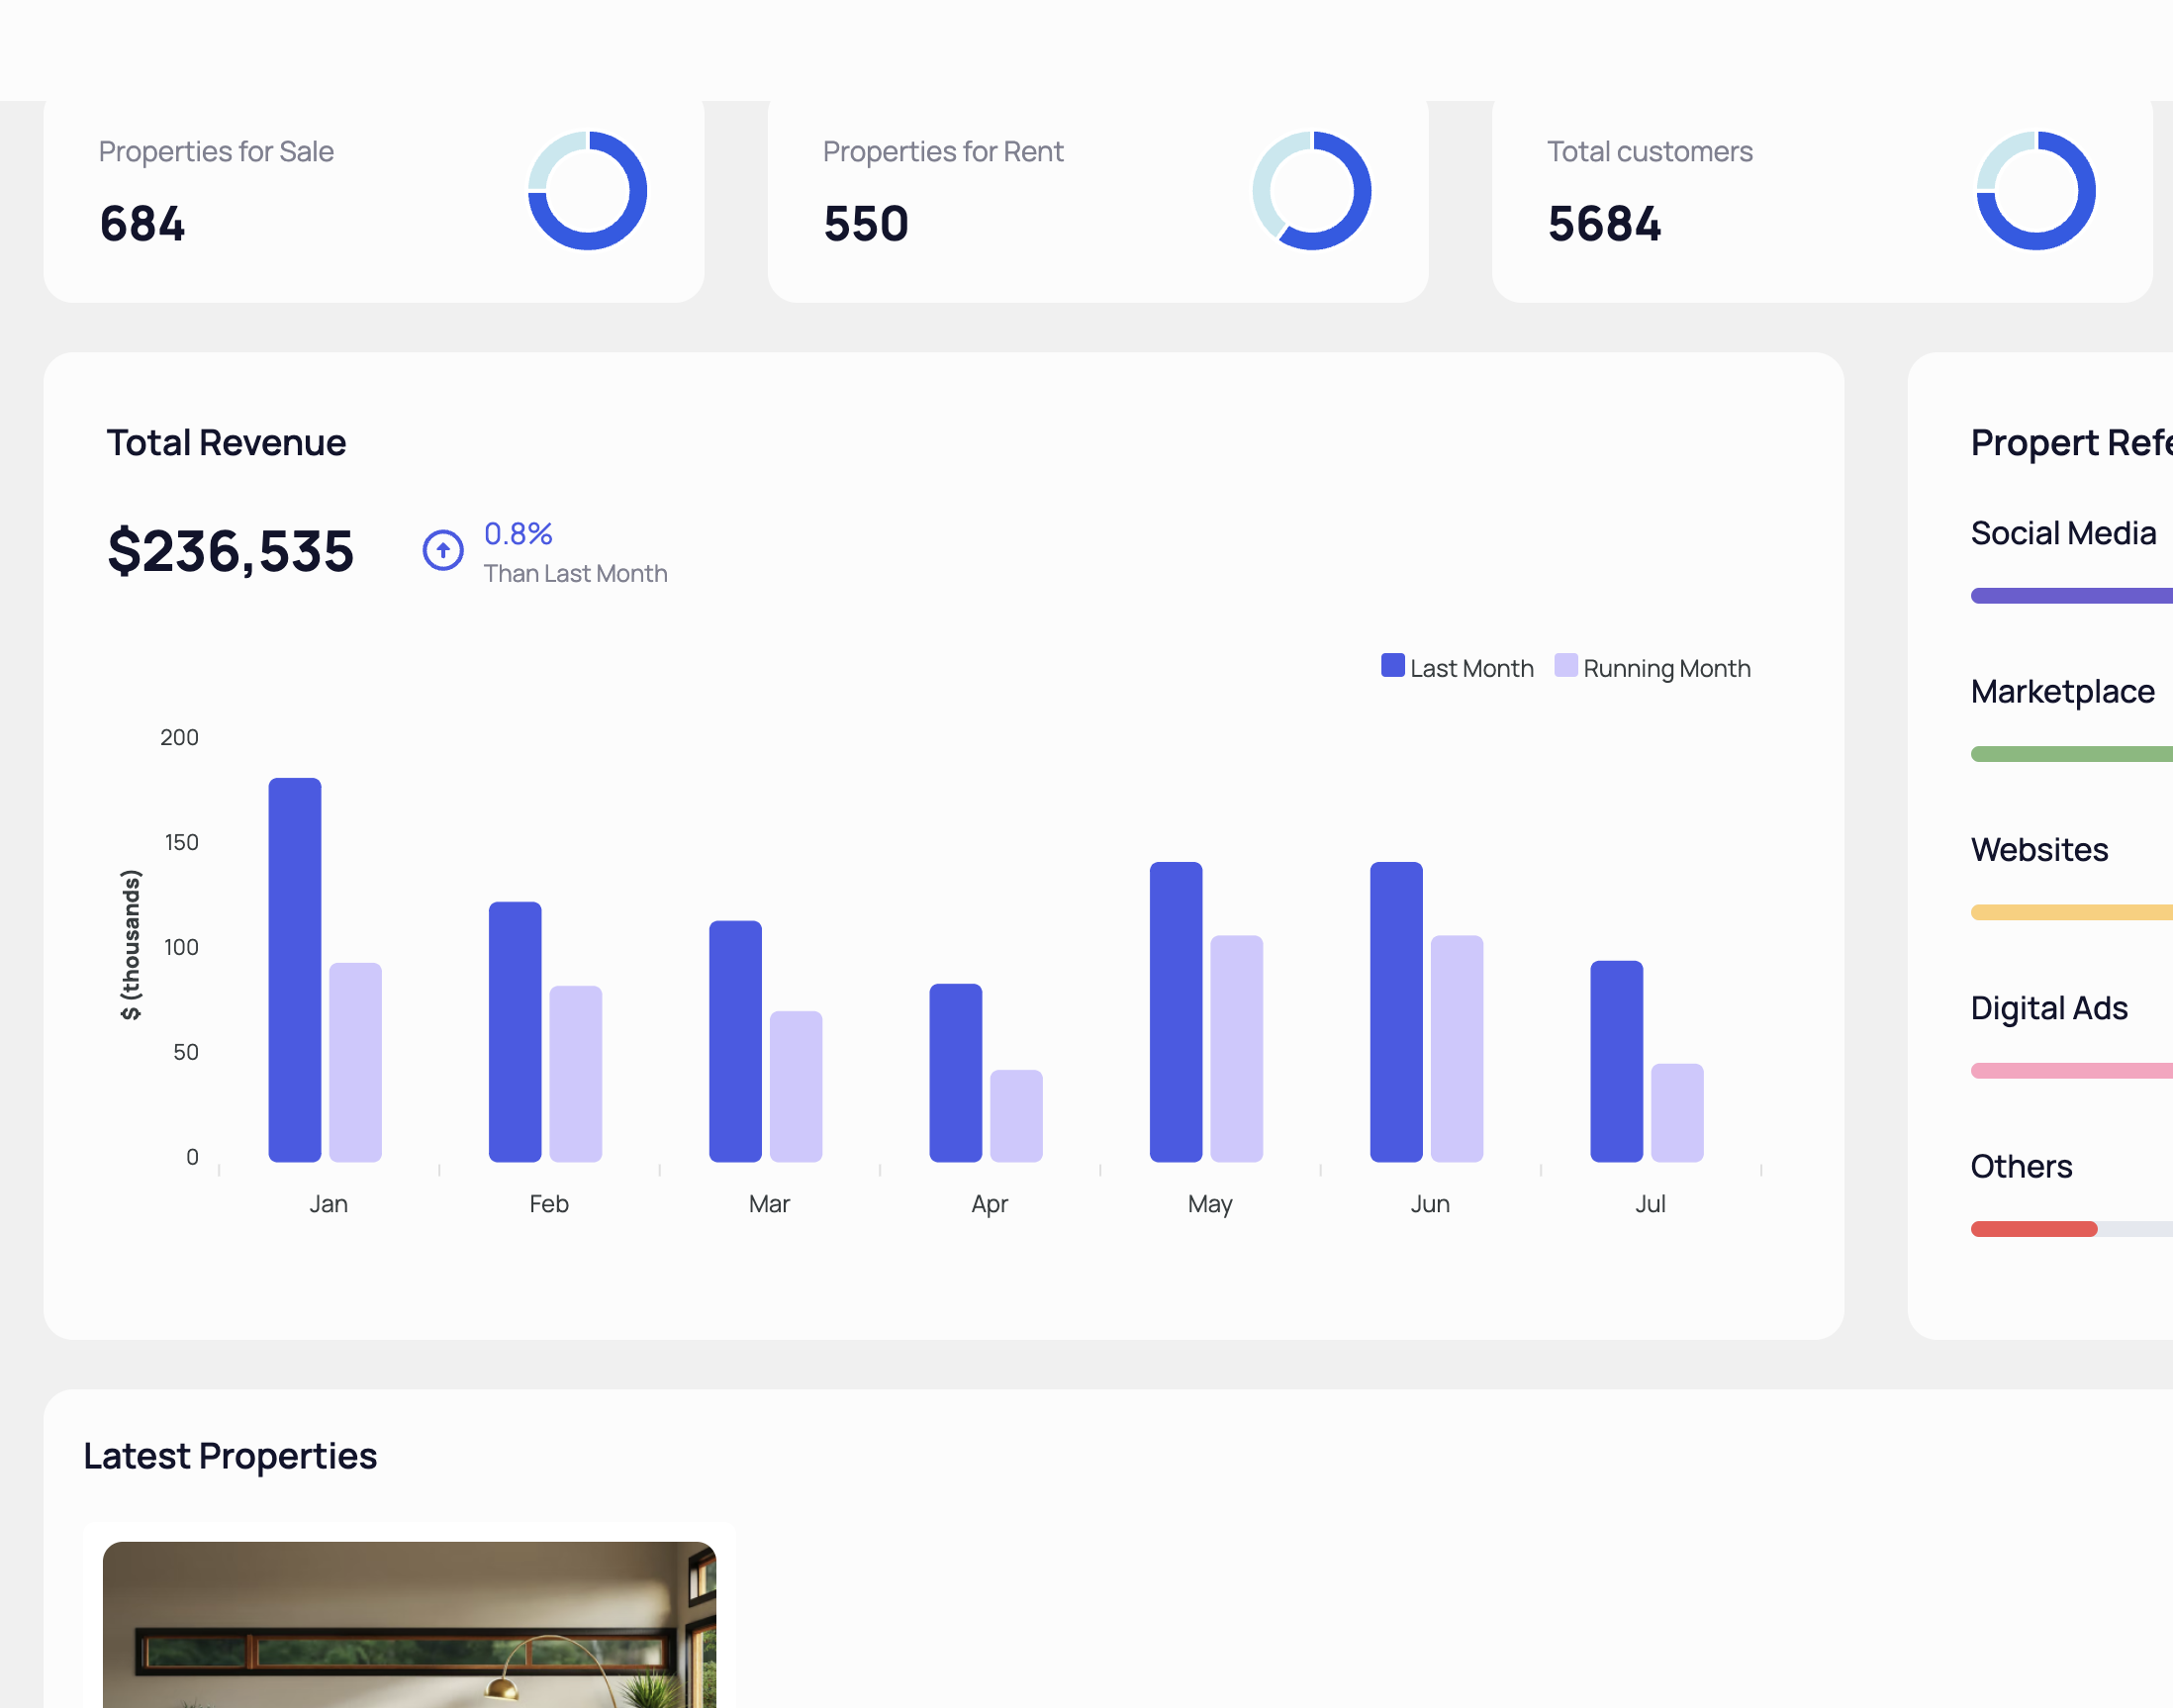 Properties for Sale
684
Properties for Rent
550
Total customers
5684
Total Revenue
$236,535
0.8%
Than Last Month
Last Month
Running Month
200
150
100
50
0
$ (thousands)
Jan
Feb
Mar
Apr
May
Jun
Jul
Propert Refe
Social Media
Marketplace
Websites
Digital Ads
Others
Latest Properties